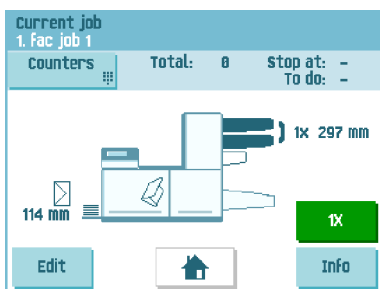 Current job
1. Fac job 1
Counters
Total: 0
Stop at: -
To do: -
1x 297 mm
114 mm
1X
Edit
Info